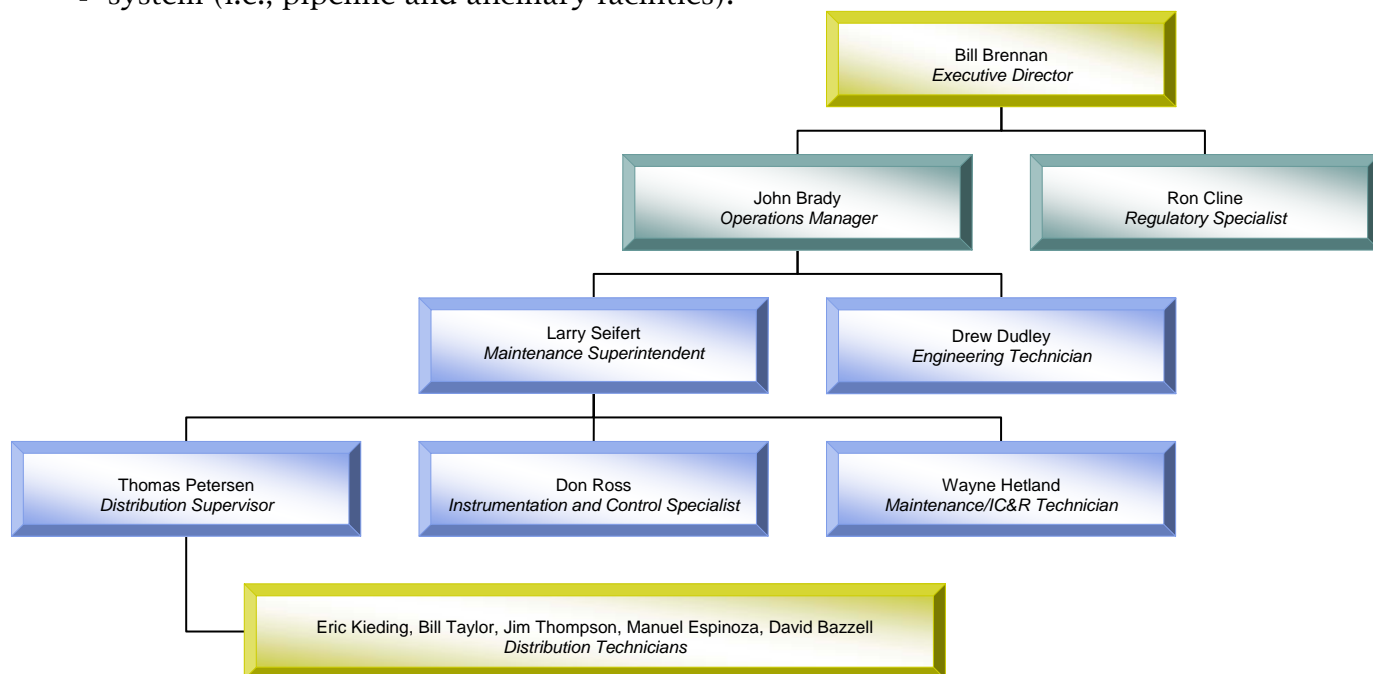 system (i.e., pipeline and ancillary facilities).
Bill Brennan
Executive Director
John Brady
Operations Manager
Ron Cline
Regulatory Specialist
Larry Seifert
Maintenance Superintendent
Drew Dudley
Engineering Technician
Thomas Petersen
Distribution Supervisor
Don Ross
Instrumentation and Control Specialist
Wayne Hetland
Maintenance/IC&R Technician
Eric Kieding, Bill Taylor, Jim Thompson, Manuel Espinoza, David Bazzell
Distribution Technicians